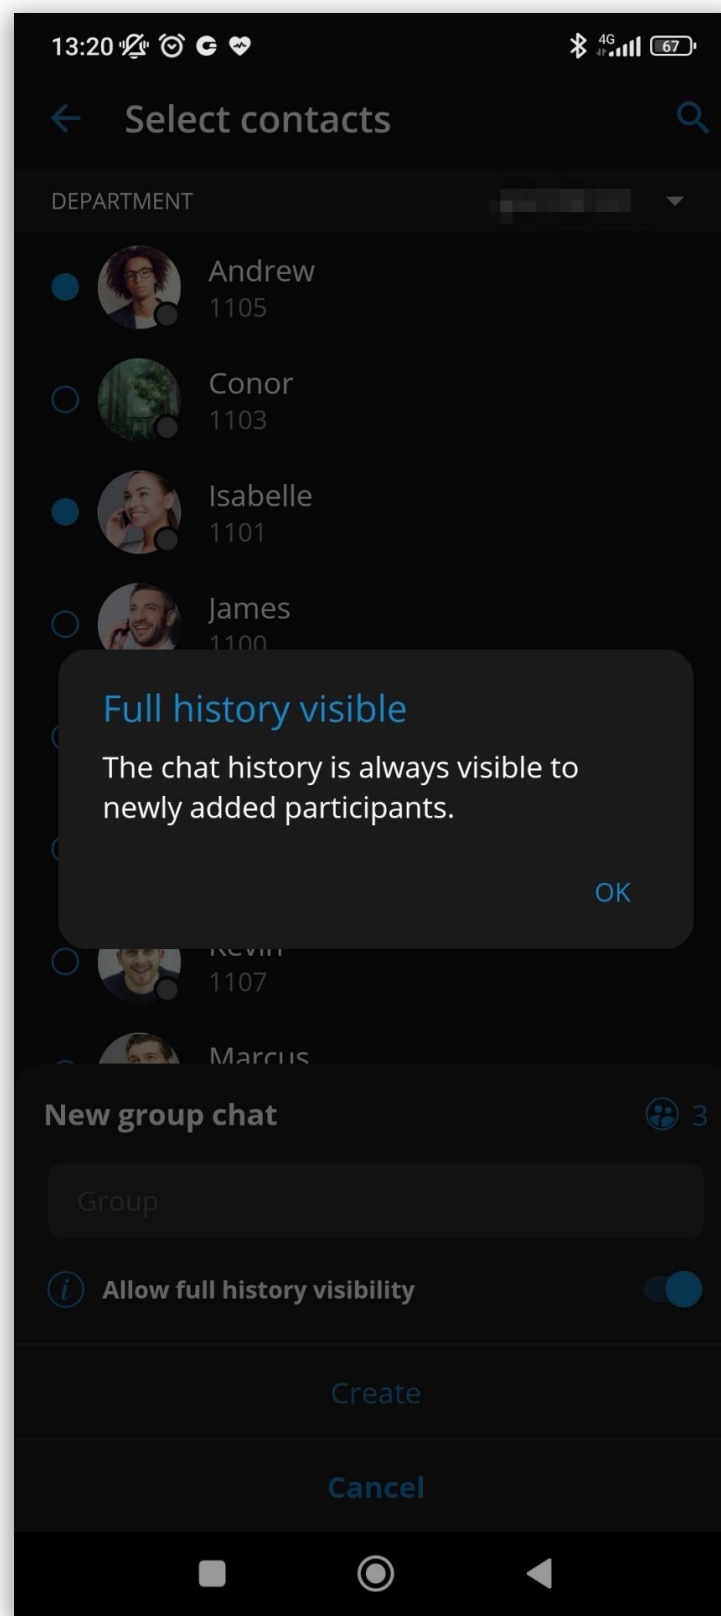 13:20
4G
67
Select contacts
DEPARTMENT
Andrew
1105
Conor
1103
Isabelle
1101
James
1100
Full history visible
The chat history is always visible to
newly added participants.
OK
Kevin
1107
Marcus
New group chat
3
Group
Allow full history visibility
Create
Cancel